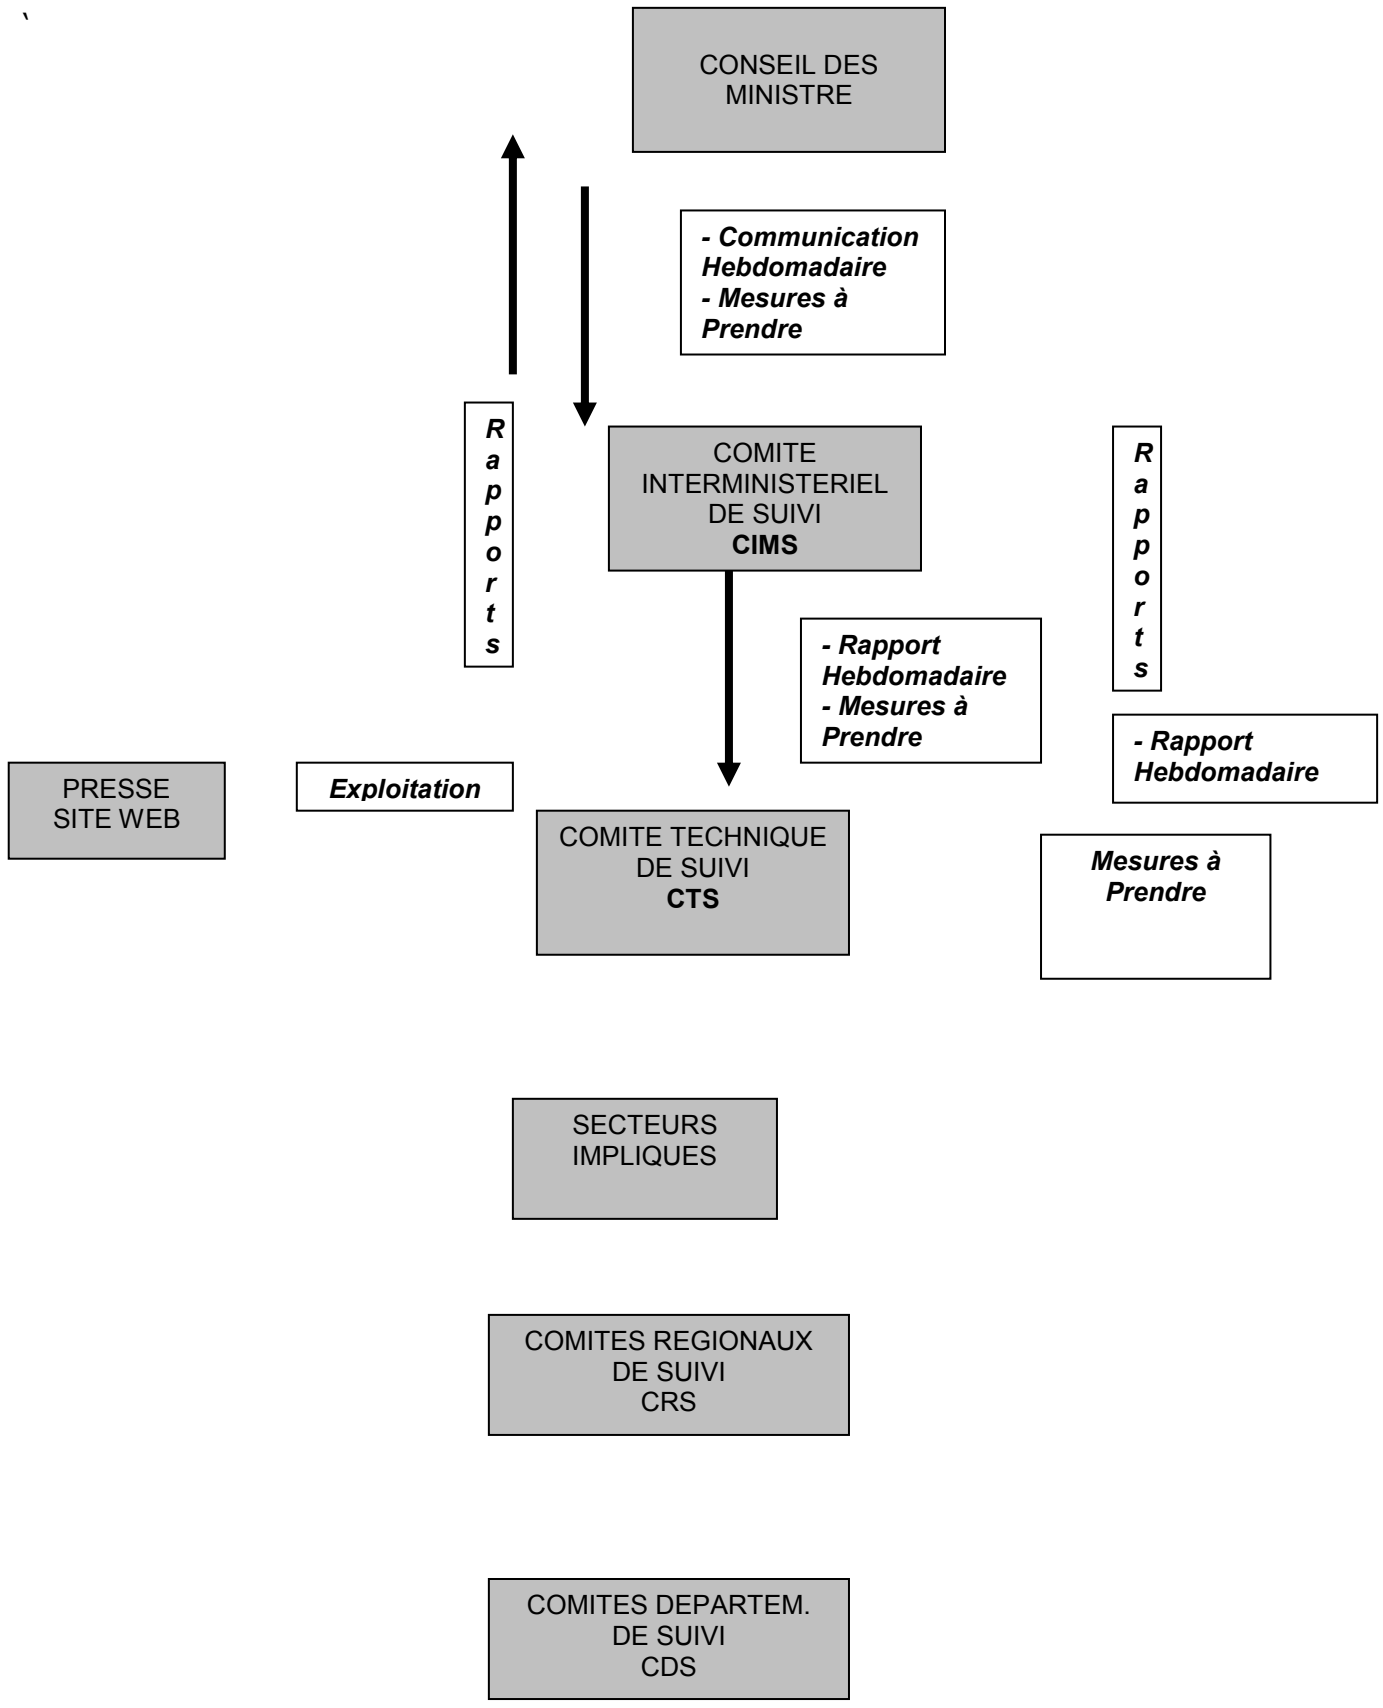 `
CONSEIL DES
MINISTRE
- Communication
Hebdomadaire
- Mesures à
Prendre
R
a
p
p
o
r
t
s
COMITE
INTERMINISTERIEL
DE SUIVI
CIMS
R
a
p
p
o
r
t
s
- Rapport
Hebdomadaire
- Mesures à
Prendre
- Rapport
Hebdomadaire
PRESSE
SITE WEB
Exploitation
COMITE TECHNIQUE
DE SUIVI
CTS
Mesures à
Prendre
SECTEURS
IMPLIQUES
COMITES REGIONAUX
DE SUIVI
CRS
COMITES DEPARTEM.
DE SUIVI
CDS